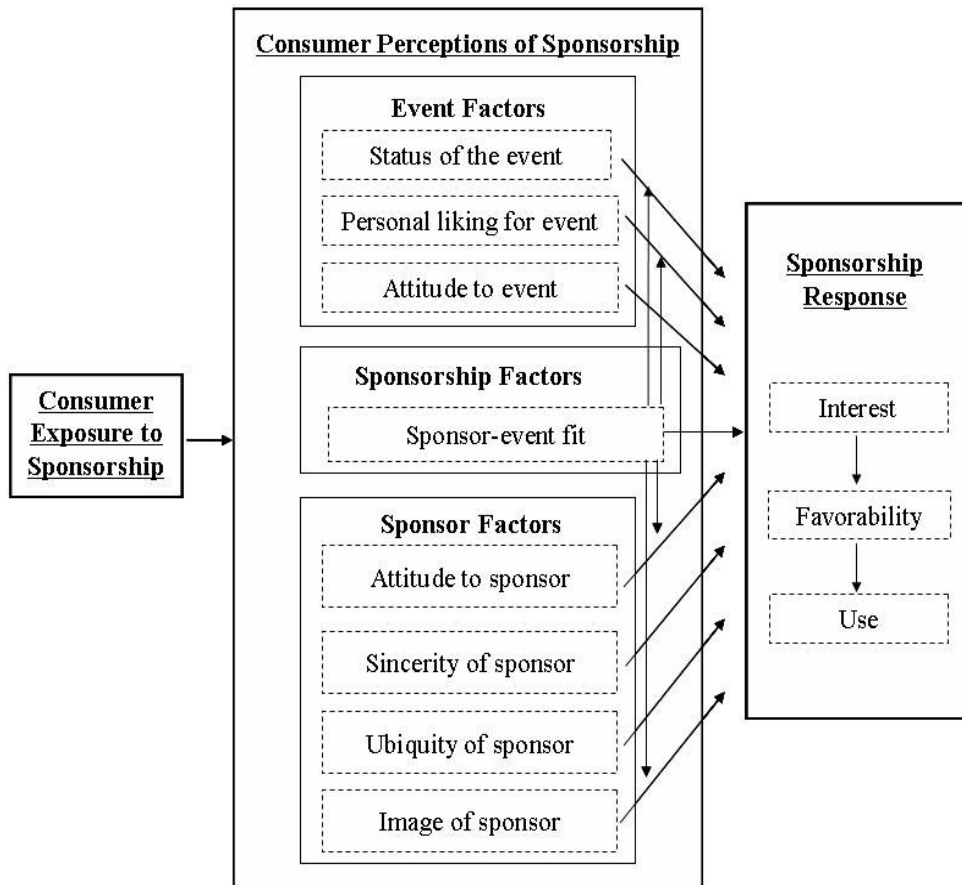 Consumer Perceptions of Sponsorship
Event Factors
Status of the event
Personal liking for event
Attitude to event
Sponsorship Factors
Sponsor-event fit
Sponsor Factors
Attitude to sponsor
Sincerity of sponsor
Ubiquity of sponsor
Image of sponsor
Consumer
Exposure to
Sponsorship
Sponsorship
Response
Interest
Favorability
Use